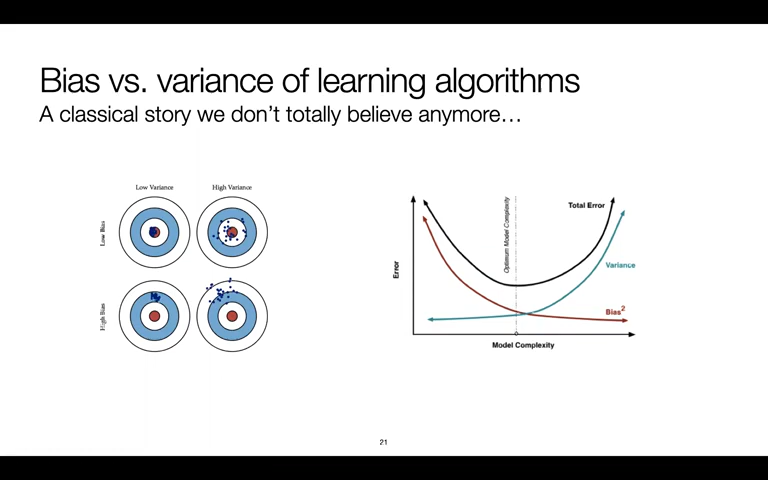 Bias vs. variance of learning algorithms
A classical story we don't totally believe anymore…
Low Variance
High Variance
Low Bias
High Bias
Error
Optimum Model Complexity
Total Error
Variance
Bias²
Model Complexity
21